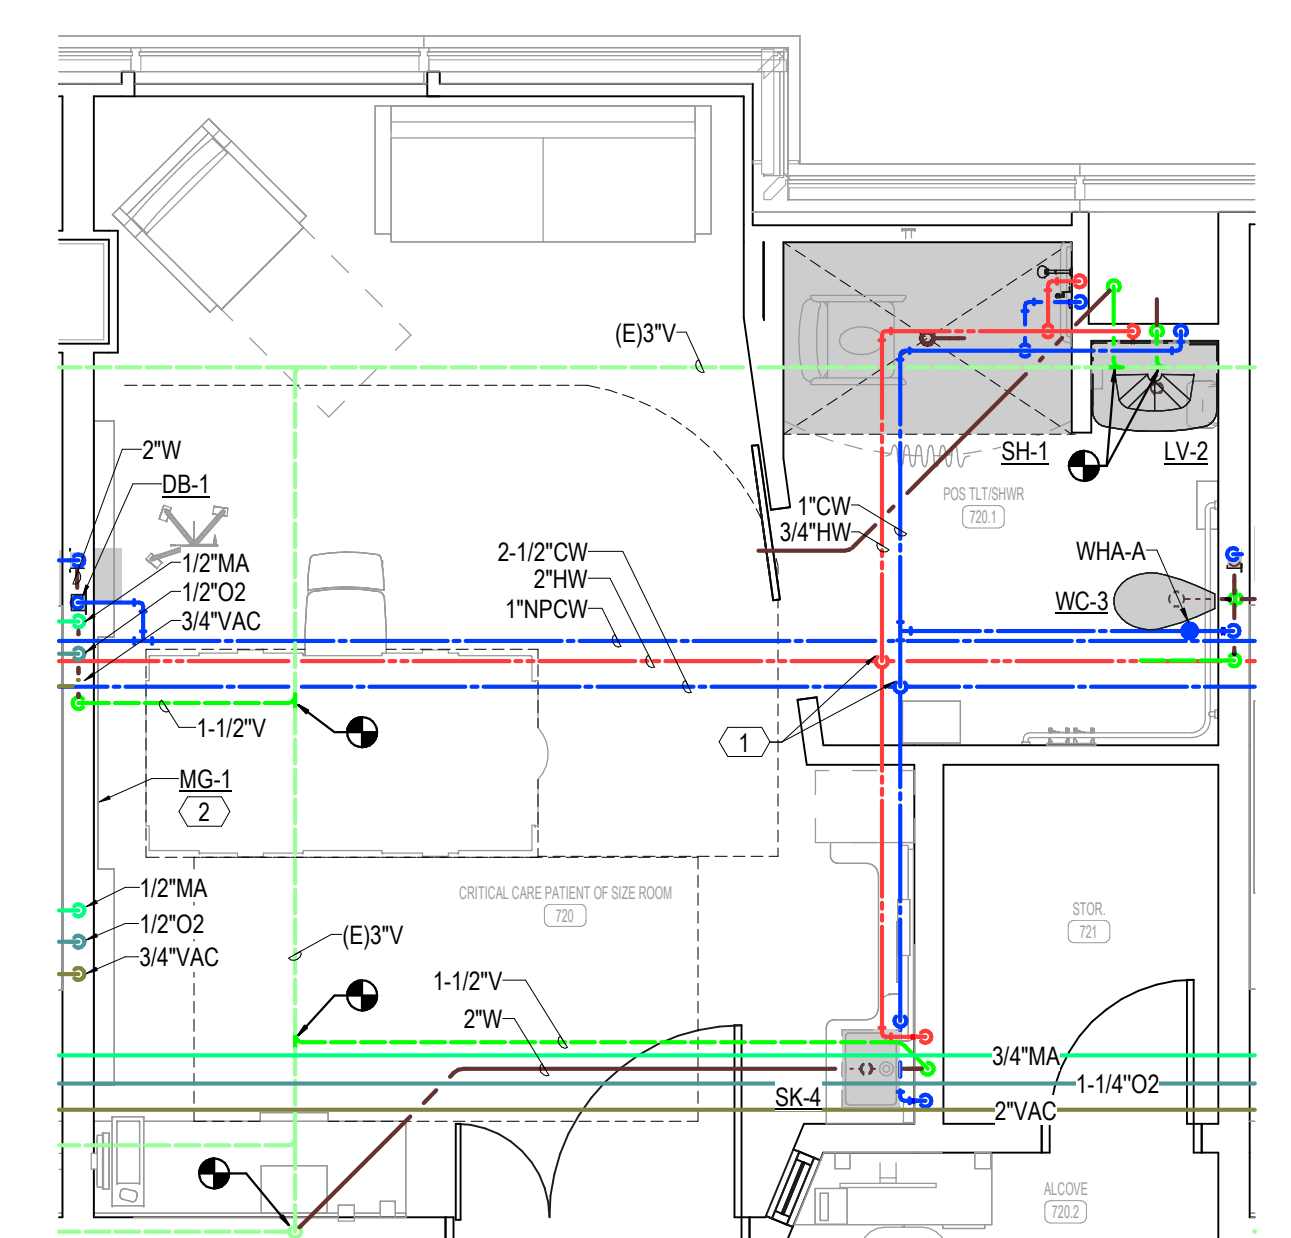 (E)3"V
2"W
DB-1
SH-1
LV-2
POS TLT/SHWR
720.1
1"CW
3/4"HW
WHA-A
2-1/2"CW
2"HW
1"NPCW
1/2"MA
1/2"O2
3/4"VAC
WC-3
1-1/2"V
1
MG-1
2
1/2"MA
1/2"O2
3/4"VAC
CRITICAL CARE PATIENT OF SIZE ROOM
720
STOR.
721
(E)3"V
1-1/2"V
2"W
3/4"MA
1-1/4"O2
SK-4
2"VAC
ALCOVE
720.2